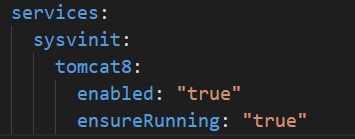 services:
  sysvinit:
    tomcat8:
      enabled: "true"
      ensureRunning: "true"